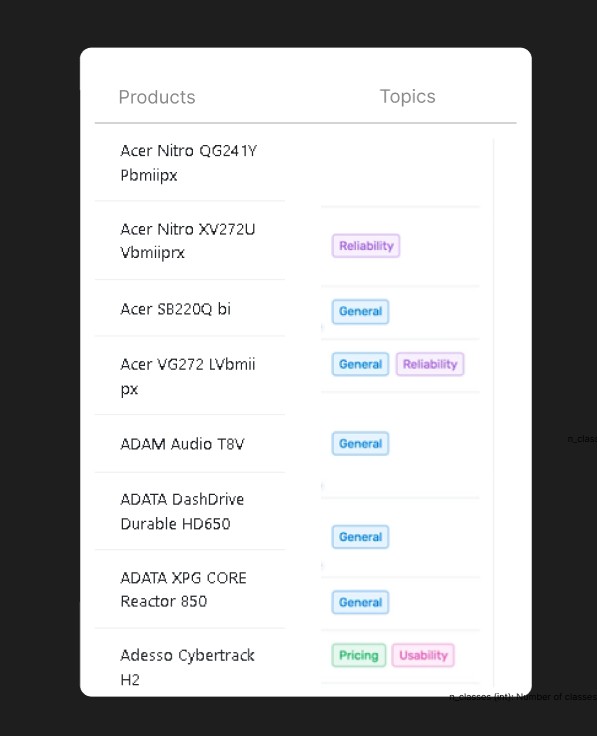 Products Topics
Acer Nitro QG241Y
Pbmiipx
Acer Nitro XV272U
Vbmiiprx
Reliability
Acer SB220Q bi
General
Acer VG272 LVbmii
px
General Reliability
n_clas
ADAM Audio T8V
General
ADATA DashDrive
Durable HD650
General
ADATA XPG CORE
Reactor 850
General
Adesso Cybertrack
H2
Pricing Usability
n_classes (int): Number of classes